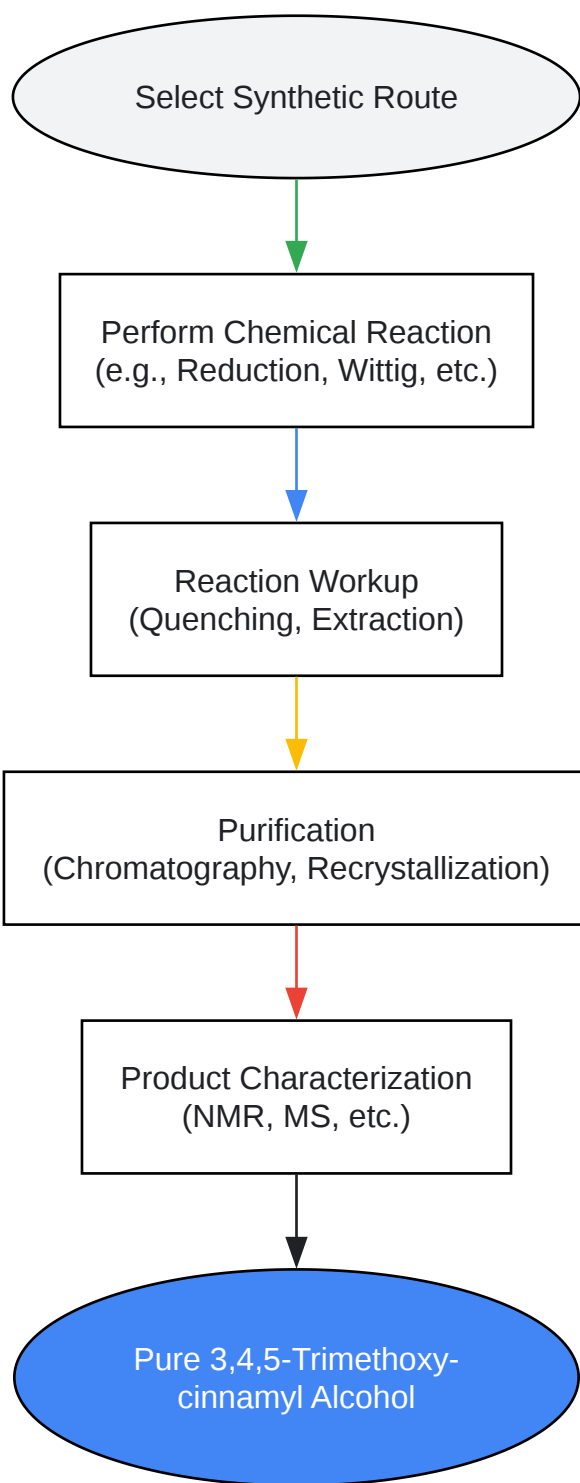 Select Synthetic Route
Perform Chemical Reaction
(e.g., Reduction, Wittig, etc.)
Reaction Workup
(Quenching, Extraction)
Purification
(Chromatography, Recrystallization)
Product Characterization
(NMR, MS, etc.)
Pure 3,4,5-Trimethoxy-
cinnamyl Alcohol